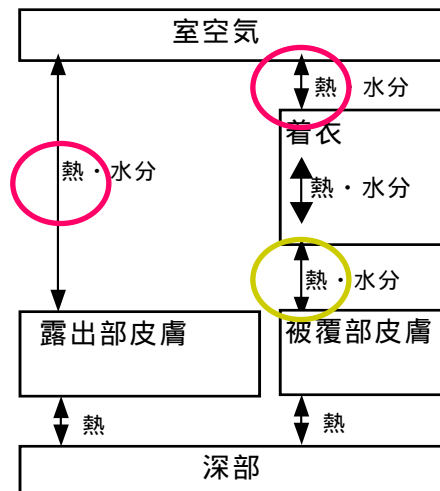 室空気
熱・水分
着衣
熱・水分
熱・水分
熱・水分
露出部皮膚
被覆部皮膚
熱
熱
深部